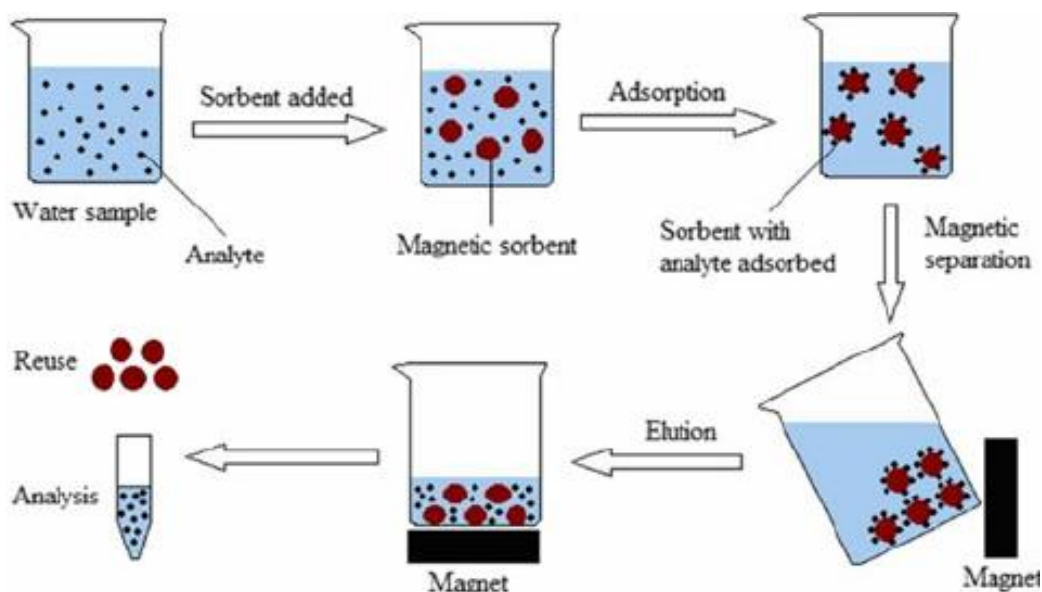 Sorbent added
Adsorption
Water sample
Analyte
Magnetic sorbent
Sorbent with
analyte adsorbed
Magnetic
separation
Reuse
Elution
Analysis
Magnet
Magnet